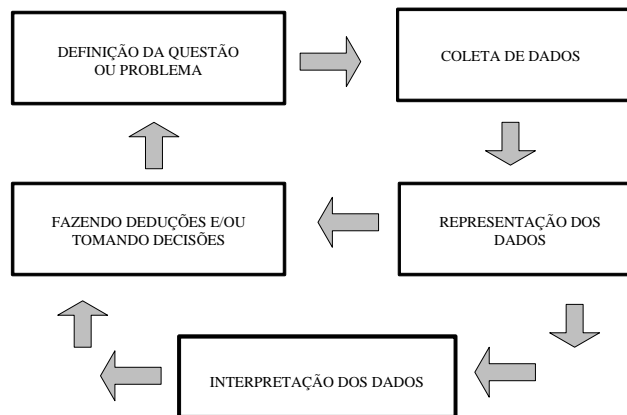 DEFINIÇÃO DA QUESTÃO
OU PROBLEMA
COLETA DE DADOS
FAZENDO DEDUÇÕES E/OU
TOMANDO DECISÕES
REPRESENTAÇÃO DOS
DADOS
INTERPRETAÇÃO DOS DADOS